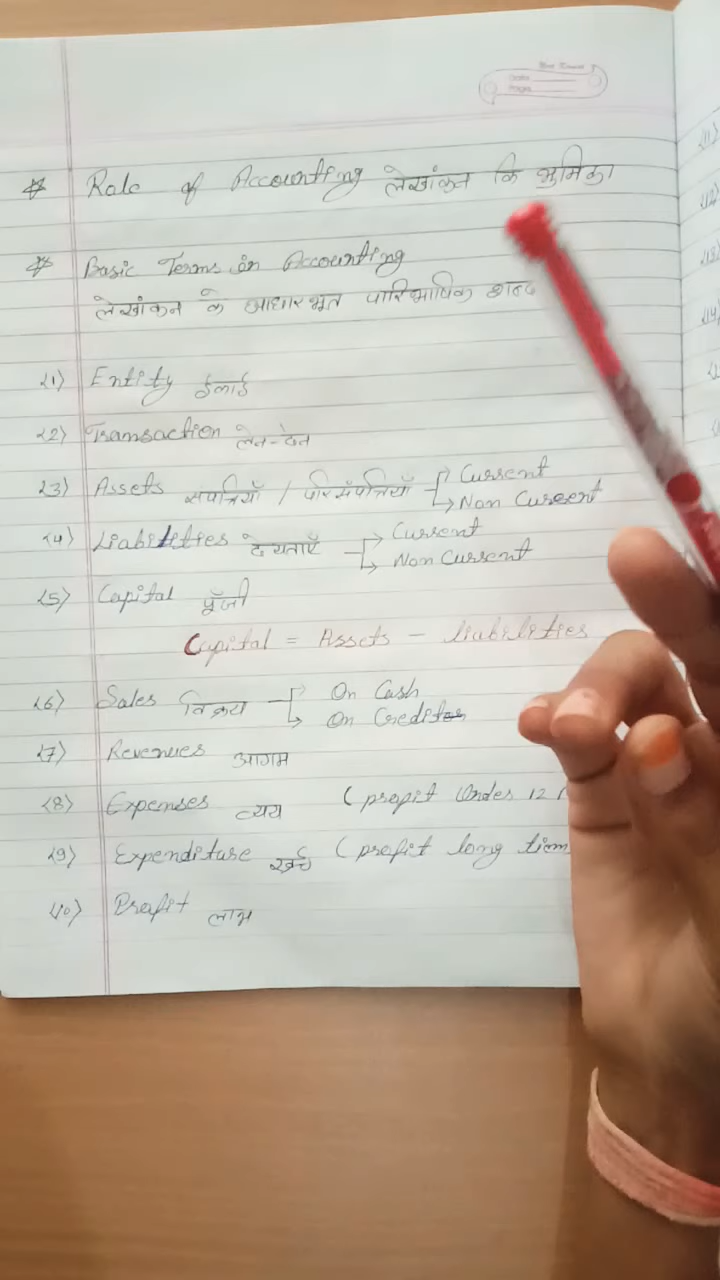 Date
Page
* Role of Accounting लेखांकन कि भुमिका
* Basic Terms in Accounting
लेखांकन के आधारभूत पारिभाषिक शब्द
(1) Entity ईकाई
(2) Transaction लेन-देन
(3) Assets संपत्तियाँ / परिसंपत्तियाँ → Current
→ Non Current
(4) Liabilities देयताएँ → Current
→ Non Current
(5) Capital पूँजी
Capital = Assets - liabilities
(6) Sales विक्रय → On Cash
→ On Credit
(7) Revenues आगम
(8) Expenses व्यय (profit Under 12
(9) Expenditure खर्च (profit long
(10) Profit लाभ